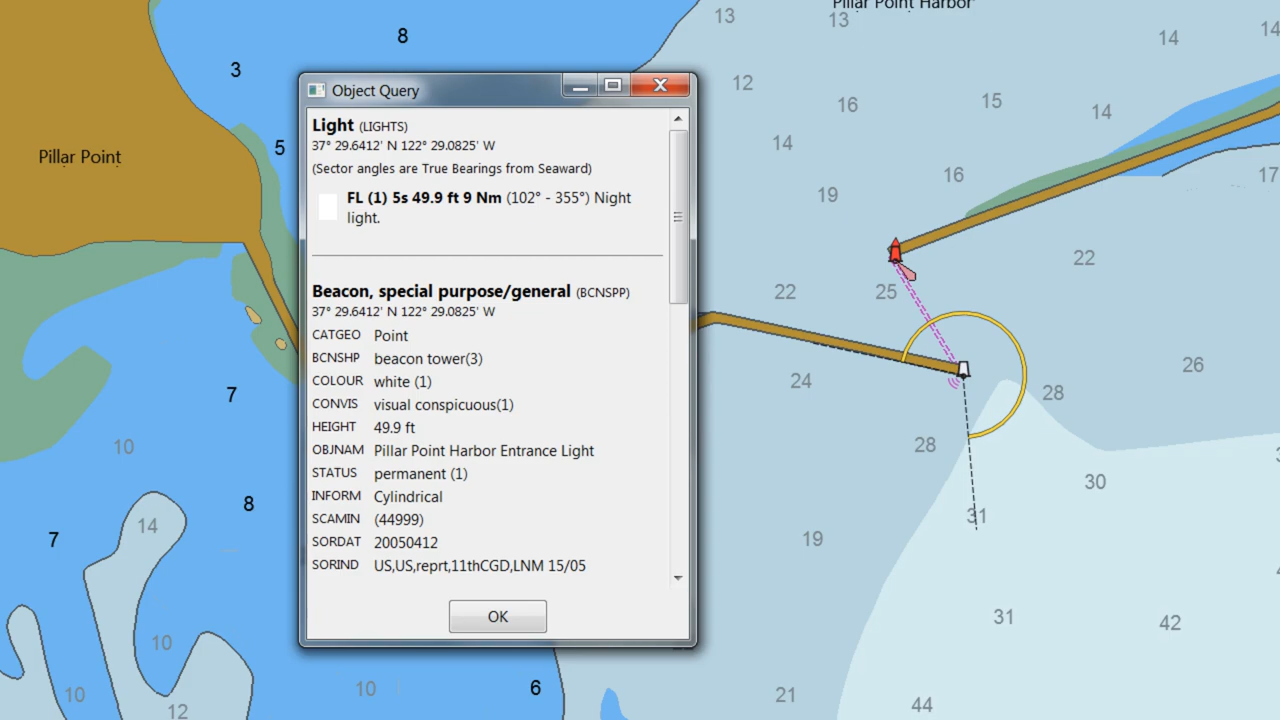 Pillar Point Harbor
13
13
14
14
8
3
12
16
15
14
5
14
Pillar Point
16
17
19
22
22
25
26
24
28
7
10
28
30
8
31
14
7
19
31
42
10
10
10
6
21
44
12
Object Query
Light (LIGHTS)
37° 29.6412' N 122° 29.0825' W
(Sector angles are True Bearings from Seaward)
FL (1) 5s 49.9 ft 9 Nm (102° - 355°) Night
light.
Beacon, special purpose/general (BCNSPP)
37° 29.6412' N 122° 29.0825' W
CATGEO Point
BCNSHP beacon tower(3)
COLOUR white (1)
CONVIS visual conspicuous(1)
HEIGHT 49.9 ft
OBJNAM Pillar Point Harbor Entrance Light
STATUS permanent (1)
INFORM Cylindrical
SCAMIN (44999)
SORDAT 20050412
SORIND US,US,reprt,11thCGD,LNM 15/05
OK